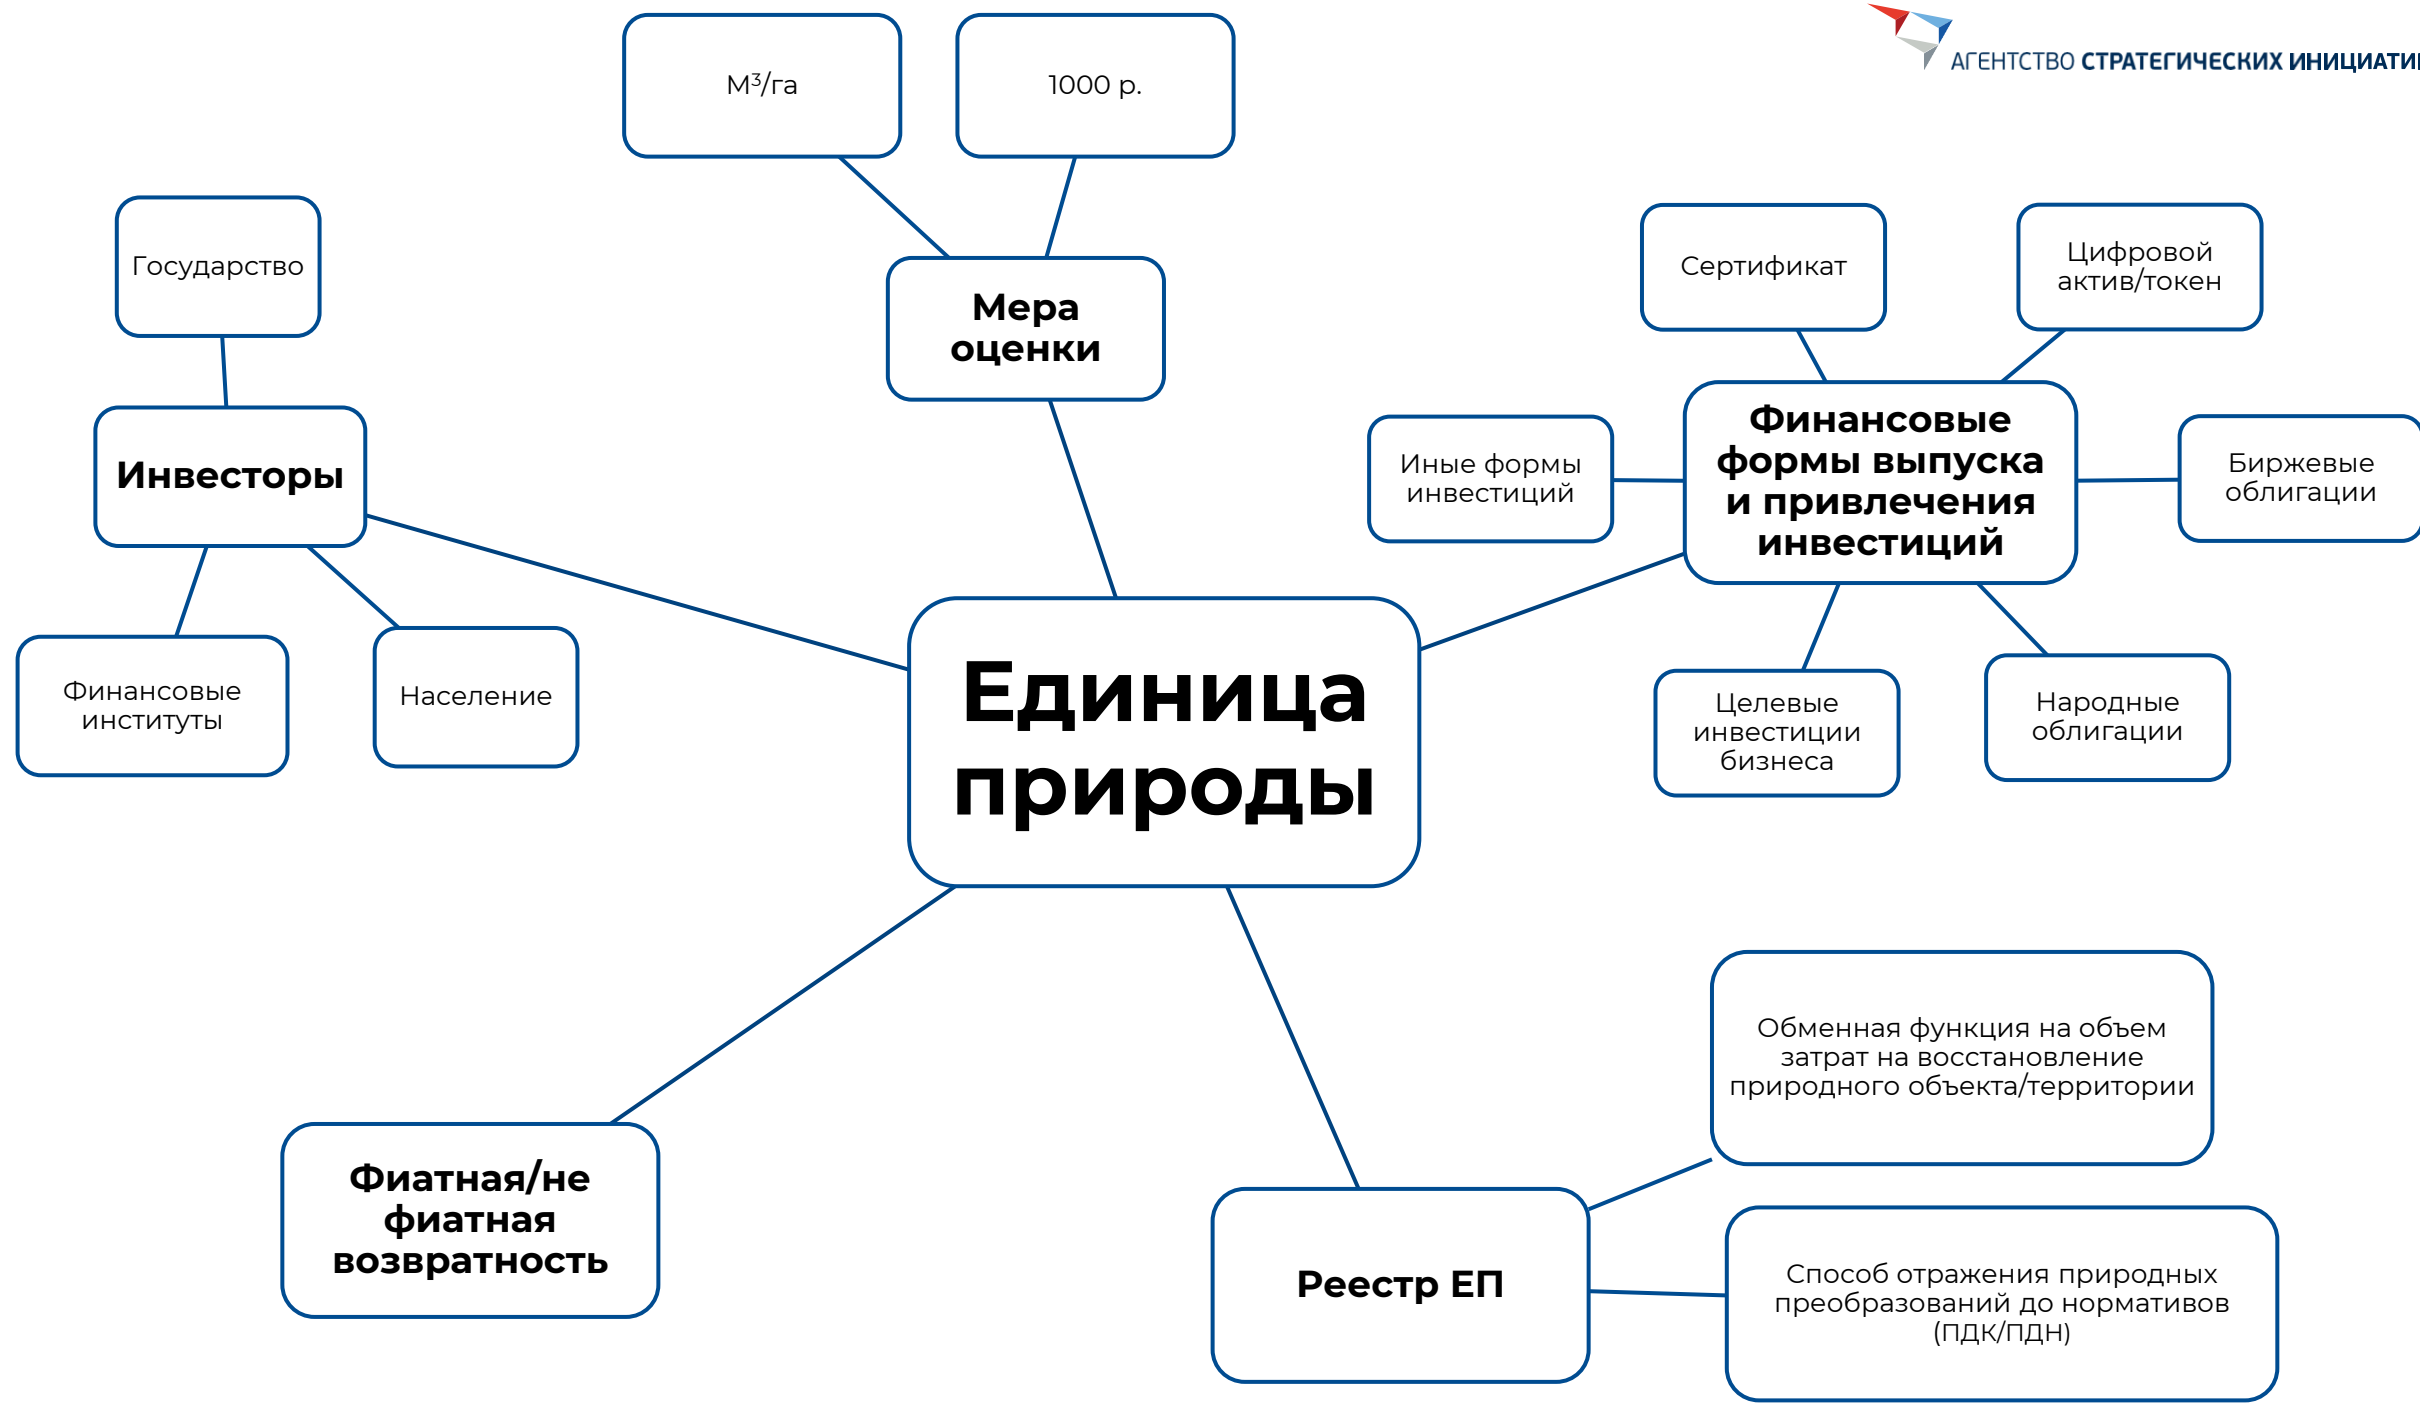 АГЕНТСТВО СТРАТЕГИЧЕСКИХ ИНИЦИАТИ
М³/га
1000 р.
Мера
оценки
Государство
Инвесторы
Финансовые
институты
Население
Сертификат
Цифровой
актив/токен
Финансовые
формы выпуска
и привлечения
инвестиций
Иные формы
инвестиций
Биржевые
облигации
Целевые
инвестиции
бизнеса
Народные
облигации
Единица
природы
Фиатная/не
фиатная
возвратность
Реестр ЕП
Обменная функция на объем
затрат на восстановление
природного объекта/территории
Способ отражения природных
преобразований до нормативов
(ПДК/ПДН)